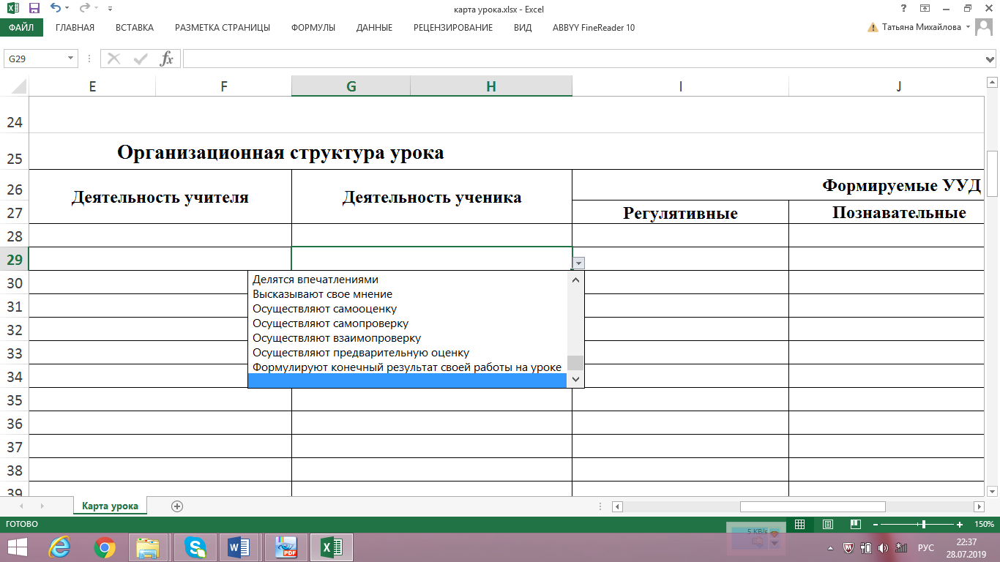 карта урока.xlsx - Excel
?
ФАЙЛ ГЛАВНАЯ ВСТАВКА РАЗМЕТКА СТРАНИЦЫ ФОРМУЛЫ ДАННЫЕ РЕЦЕНЗИРОВАНИЕ ВИД ABBYY FineReader 10 Татьяна Михайлова
G29 fx
E F G H I J
24
25 Организационная структура урока
26 Формируемые УУД
Деятельность учителя Деятельность ученика
27 Регулятивные Познавательные
28
29
30 Делятся впечатлениями
Высказывают свое мнение
31 Осуществляют самооценку
Осуществляют самопроверку
32 Осуществляют взаимопроверку
33 Осуществляют предварительную оценку
Формулируют конечный результат своей работы на уроке
34
35
36
37
38
39
Карта урока
ГОТОВО 150%
5 KB/s
W PDF РУС 22:37
28.07.2019